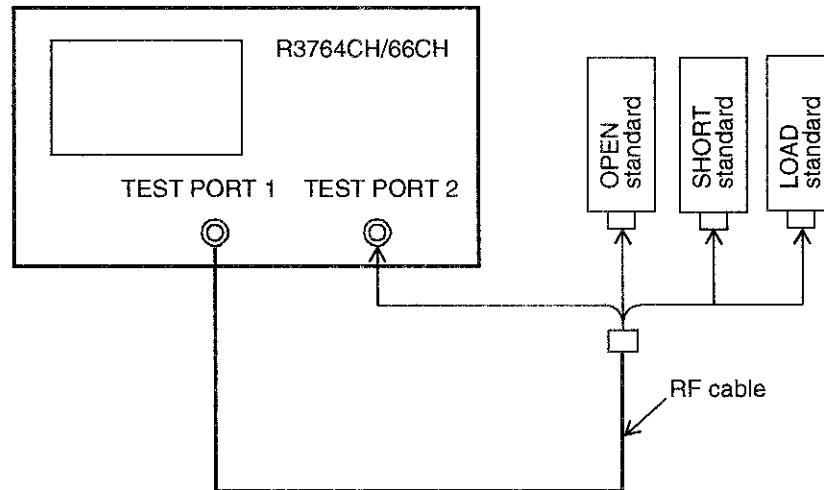 R3764CH/66CH
TEST PORT 1
TEST PORT 2
OPEN
standard
SHORT
standard
LOAD
standard
RF cable